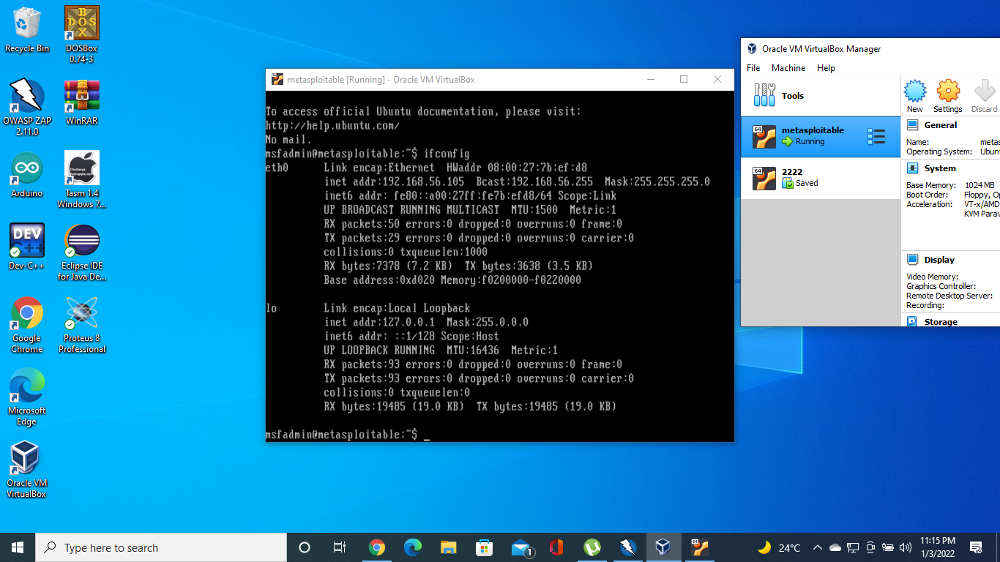 Recycle Bin
DOSBox
0.74-3
OWASP ZAP
2.11.0
WinRAR
Arduino
Tasm 1.4
Windows 7...
Dev-C++
Eclipse IDE
for Java De...
Google
Chrome
Proteus 8
Professional
Microsoft
Edge
Oracle VM
VirtualBox
metasploitable [Running] - Oracle VM VirtualBox
To access official Ubuntu documentation, please visit:
http://help.ubuntu.com/
No mail.
msfadmin@metasploitable:~$ ifconfig
eth0 Link encap:Ethernet HWaddr 08:00:27:7b:ef:d8
inet addr:192.168.56.105 Bcast:192.168.56.255 Mask:255.255.255.0
inet6 addr: fe80::a00:27ff:fe7b:efd8/64 Scope:Link
UP BROADCAST RUNNING MULTICAST MTU:1500 Metric:1
RX packets:50 errors:0 dropped:0 overruns:0 frame:0
TX packets:29 errors:0 dropped:0 overruns:0 carrier:0
collisions:0 txqueuelen:1000
RX bytes:7378 (7.2 KB) TX bytes:3638 (3.5 KB)
Base address:0xd020 Memory:f0200000-f0220000
lo Link encap:Local Loopback
inet addr:127.0.0.1 Mask:255.0.0.0
inet6 addr: ::1/128 Scope:Host
UP LOOPBACK RUNNING MTU:16436 Metric:1
RX packets:93 errors:0 dropped:0 overruns:0 frame:0
TX packets:93 errors:0 dropped:0 overruns:0 carrier:0
collisions:0 txqueuelen:0
RX bytes:19485 (19.0 KB) TX bytes:19485 (19.0 KB)
msfadmin@metasploitable:~$ _
Oracle VM VirtualBox Manager
File Machine Help
Tools
64 metasploitable
Running
64 2222
Saved
New Settings Discard
General
Name: metas
Operating System: Ubunt
System
Base Memory: 1024 MB
Boot Order: Floppy, Op
Acceleration: VT-x/AMD
KVM Parav
Display
Video Memory:
Graphics Controller:
Remote Desktop Server:
Recording:
Storage
Type here to search
1
64
24°C
11:15 PM
1/3/2022